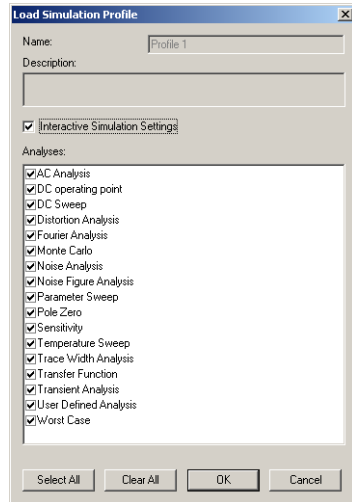 Load Simulation Profile
Name: Profile 1
Description:
Interactive Simulation Settings
Analyses:
AC Analysis
DC operating point
DC Sweep
Distortion Analysis
Fourier Analysis
Monte Carlo
Noise Analysis
Noise Figure Analysis
Parameter Sweep
Pole Zero
Sensitivity
Temperature Sweep
Trace Width Analysis
Transfer Function
Transient Analysis
User Defined Analysis
Worst Case
Select All Clear All OK Cancel